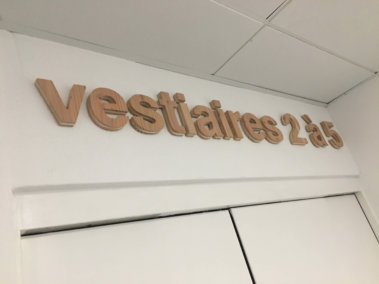 vestiaires 2 à 5